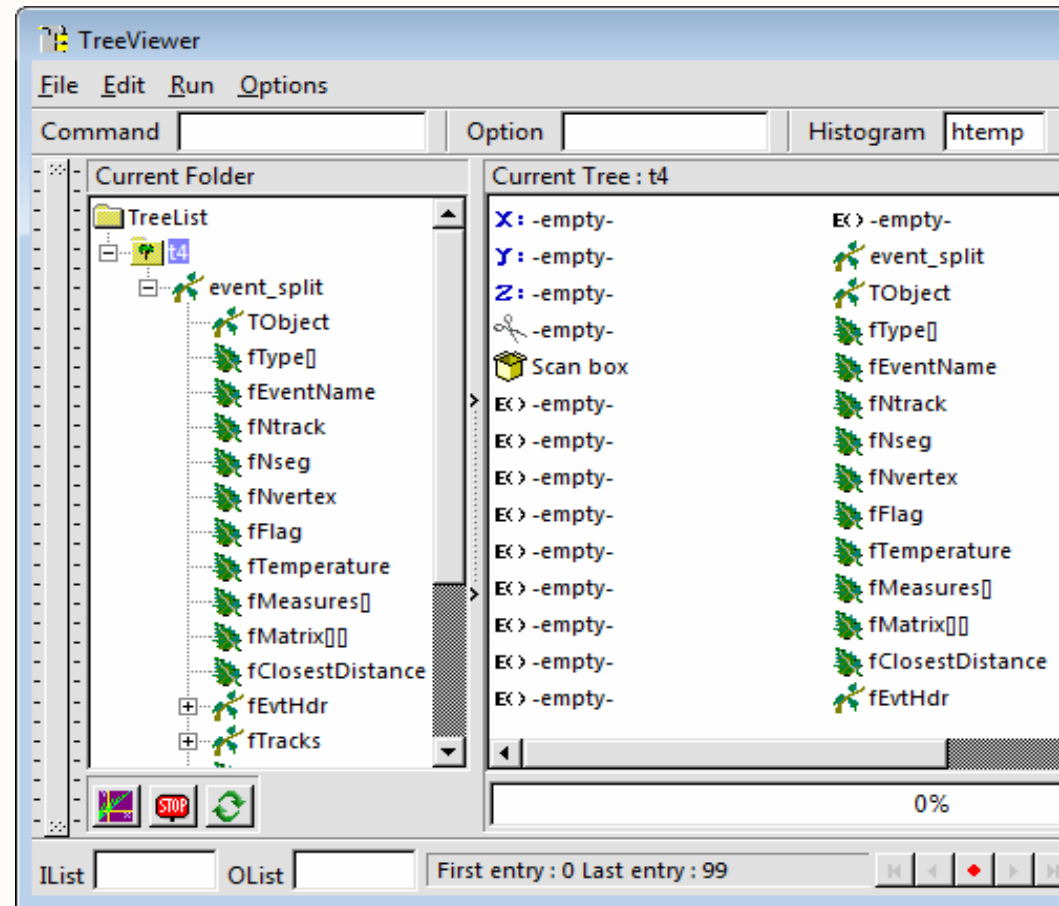 TreeViewer
File Edit Run Options
Command Option Histogram htemp
Current Folder
TreeList
t4
event_split
TObject
fType[]
fEventName
fNtrack
fNseg
fNvertex
fFlag
fTemperature
fMeasures[]
fMatrix[][]
fClosestDistance
fEvtHdr
fTracks
Current Tree : t4
X: -empty-
Y: -empty-
Z: -empty-
-empty-
Scan box
E() -empty-
E() -empty-
E() -empty-
E() -empty-
E() -empty-
E() -empty-
E() -empty-
E() -empty-
E() -empty-
E() -empty-
event_split
TObject
fType[]
fEventName
fNtrack
fNseg
fNvertex
fFlag
fTemperature
fMeasures[]
fMatrix[][]
fClosestDistance
fEvtHdr
STOP
0%
IList OList First entry : 0 Last entry : 99